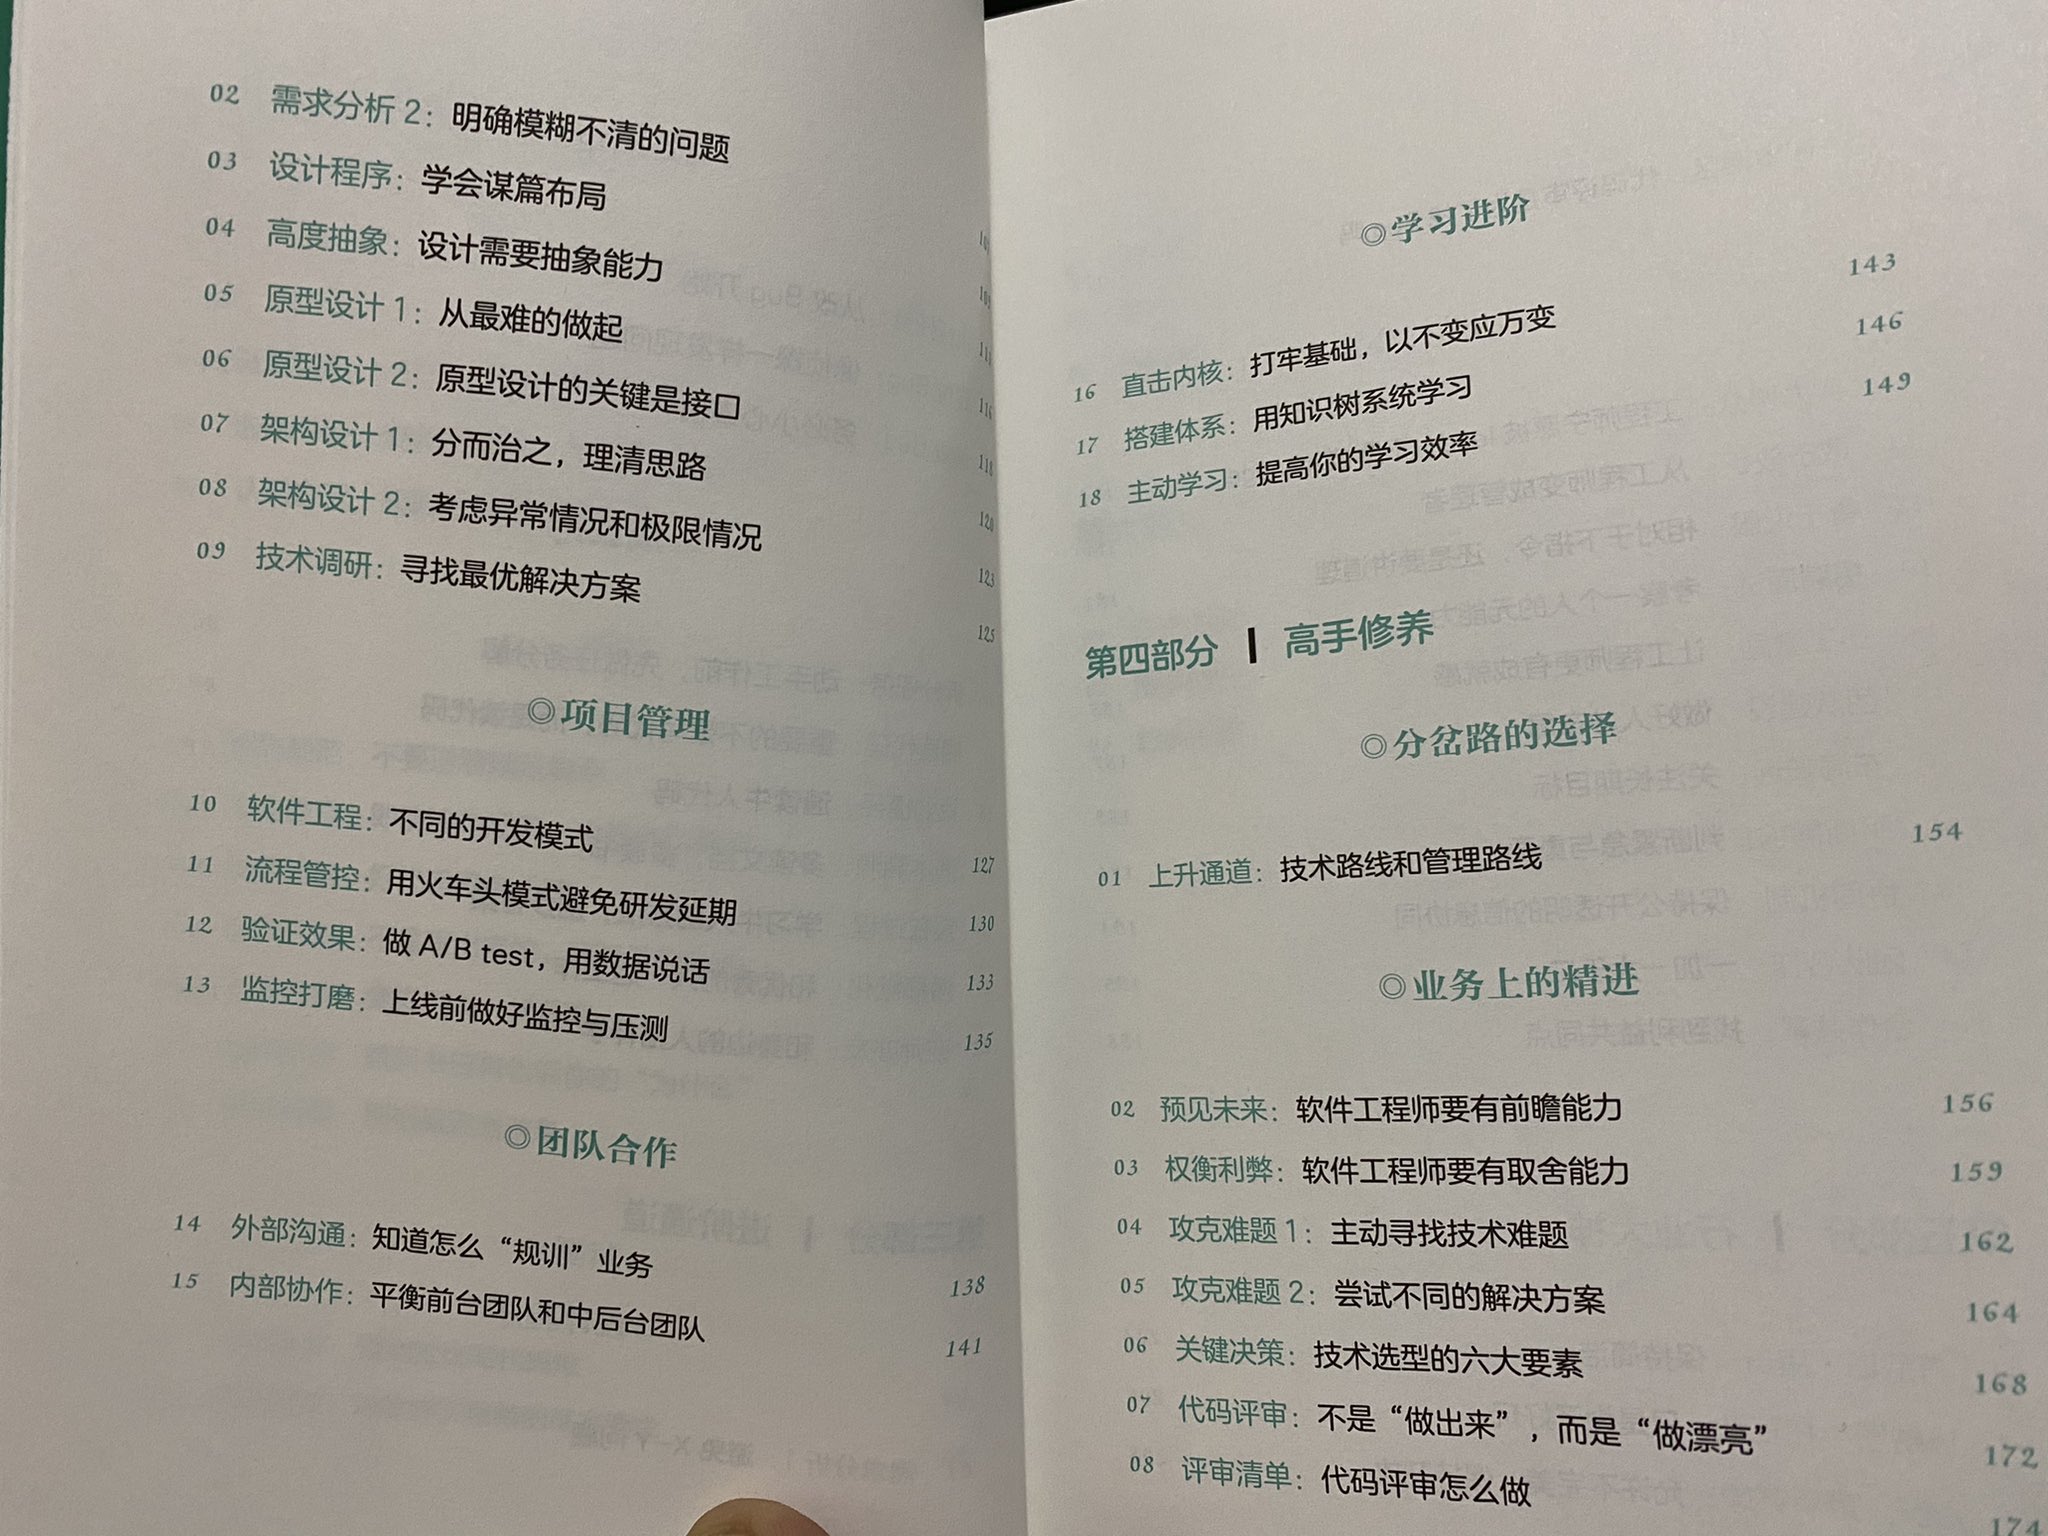 02 需求分析 2：明确模糊不清的问题
03 设计程序：学会谋篇布局
04 高度抽象：设计需要抽象能力
05 原型设计 1：从最难的做起
06 原型设计 2：原型设计的关键是接口 116
07 架构设计 1：分而治之，理清思路 118
08 架构设计 2：考虑异常情况和极限情况 120
09 技术调研：寻找最优解决方案 123
125
◎项目管理
10 软件工程：不同的开发模式 127
11 流程管控：用火车头模式避免研发延期 130
12 验证效果：做 A/B test，用数据说话 133
13 监控打磨：上线前做好监控与压测 135
◎团队合作
14 外部沟通：知道怎么“规训”业务 138
15 内部协作：平衡前台团队和中后台团队 141
◎学习进阶
16 直击内核：打牢基础，以不变应万变 143
17 搭建体系：用知识树系统学习 146
18 主动学习：提高你的学习效率 149
第四部分 | 高手修养
◎分岔路的选择
01 上升通道：技术路线和管理路线 154
◎业务上的精进
02 预见未来：软件工程师要有前瞻能力 156
03 权衡利弊：软件工程师要有取舍能力 159
04 攻克难题 1：主动寻找技术难题 162
05 攻克难题 2：尝试不同的解决方案 164
06 关键决策：技术选型的六大要素 168
07 代码评审：不是“做出来”，而是“做漂亮” 172
08 评审清单：代码评审怎么做 174